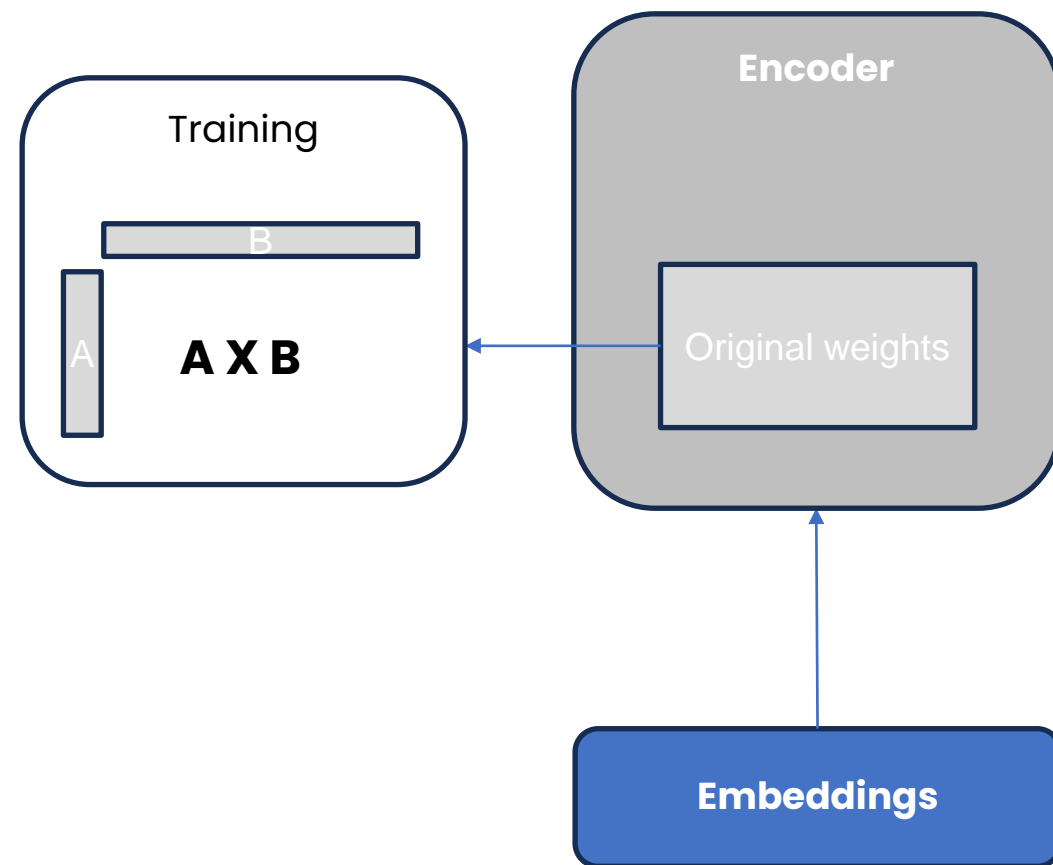 Encoder
Training
B
A
A X B
Original weights
Embeddings